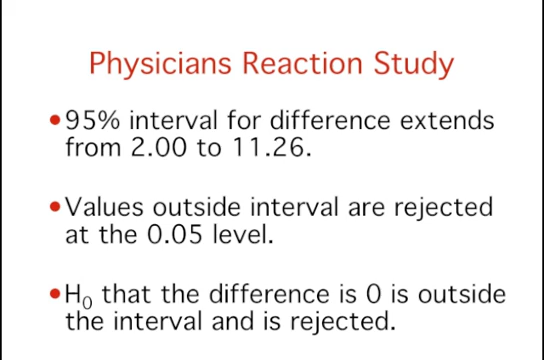 Physicians Reaction Study
•95% interval for difference extends
from 2.00 to 11.26.
•Values outside interval are rejected
at the 0.05 level.
•H₀ that the difference is 0 is outside
the interval and is rejected.